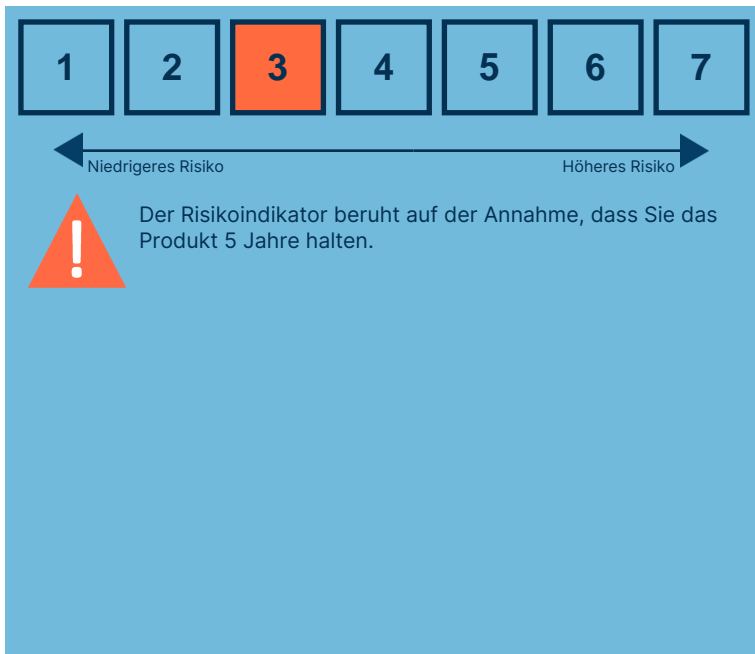 1 2 3 4 5 6 7
Niedrigeres Risiko Höheres Risiko
Der Risikoindikator beruht auf der Annahme, dass Sie das
Produkt 5 Jahre halten.